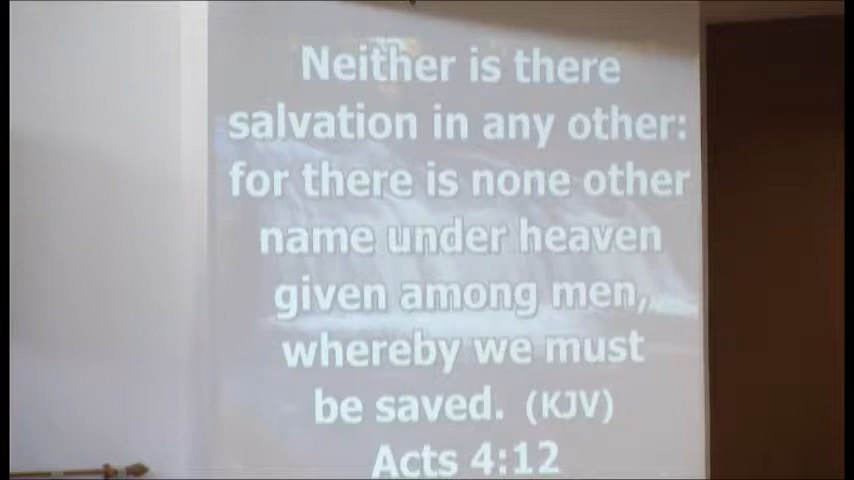 Neither is there
salvation in any other:
for there is none other
name under heaven
given among men,
whereby we must
be saved. (KJV)
Acts 4:12